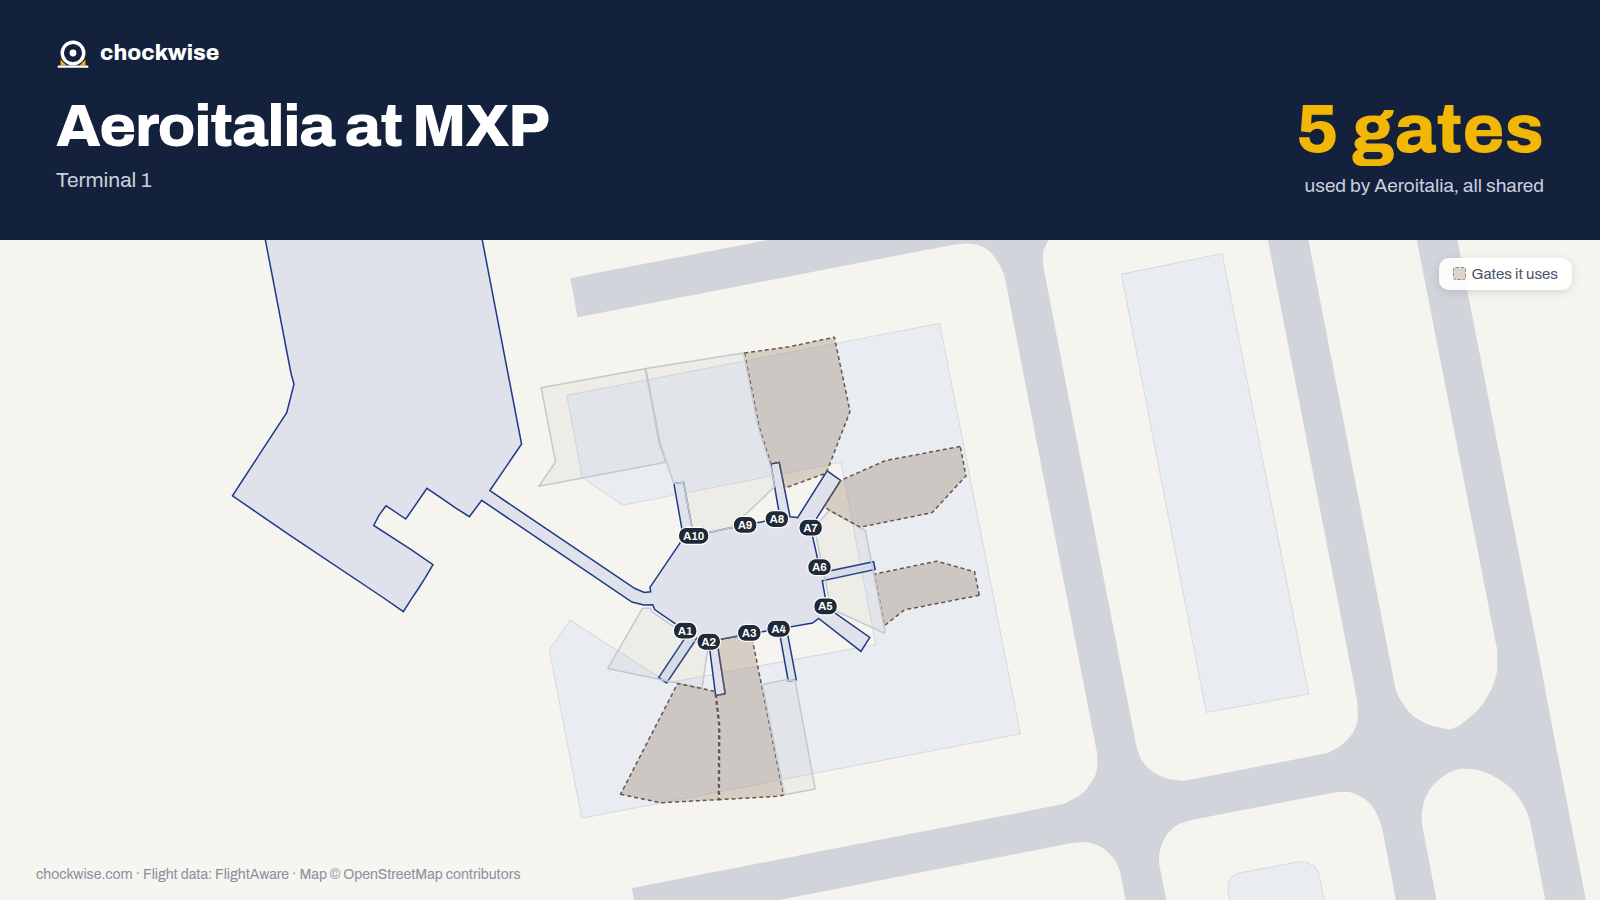 chockwise
Aeroitalia at MXP
Terminal 1
5 gates
used by Aeroitalia, all shared
Gates it uses
A10
A9
A8
A7
A6
A5
A1
A2
A3
A4
chockwise.com · Flight data: FlightAware · Map © OpenStreetMap contributors